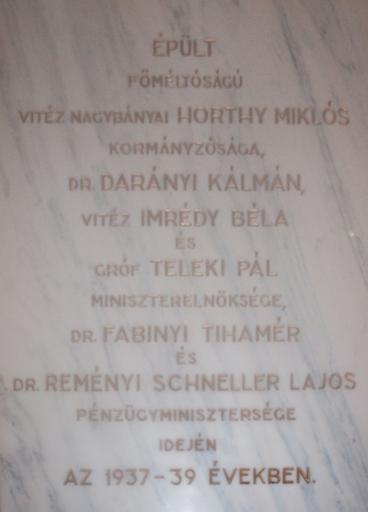 ÉPÜLT
FŐMÉLTÓSÁGÚ
VITÉZ NAGYBÁNYAI HORTHY MIKLÓS
KORMÁNYZÓSÁGA,
DR. DARÁNYI KÁLMÁN,
VITÉZ IMRÉDY BÉLA
ÉS
GRÓF TELEKI PÁL
MINISZTERELNÖKSÉGE,
DR. FABINYI TIHAMÉR
ÉS
DR. REMÉNYI SCHNELLER LAJOS
PÉNZÜGYMINISZTERSÉGE
IDEJÉN
AZ 1937-39 ÉVEKBEN.